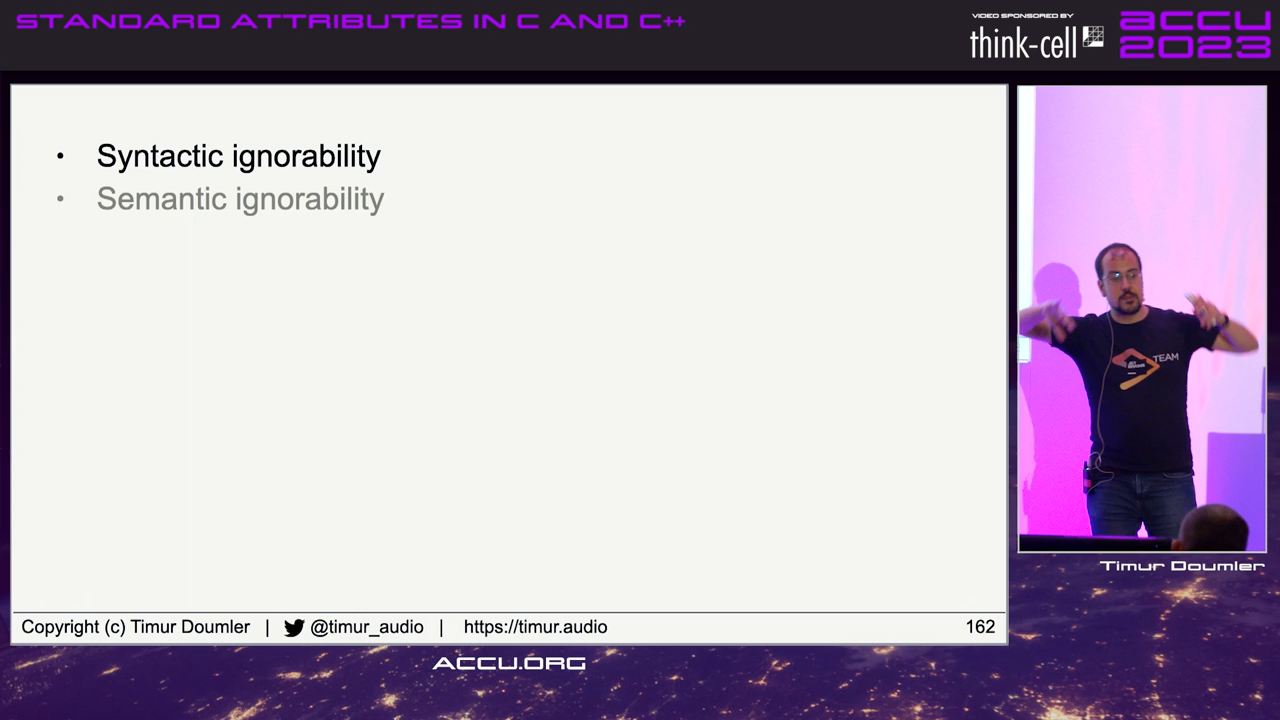 STANDARD ATTRIBUTES IN C AND C++
VIDEO SPONSORED BY
think-cell
ACCU
2023
• Syntactic ignorability
• Semantic ignorability
TEAM
Timur Doumler
Copyright (c) Timur Doumler | @timur_audio | https://timur.audio 162
ACCU.ORG